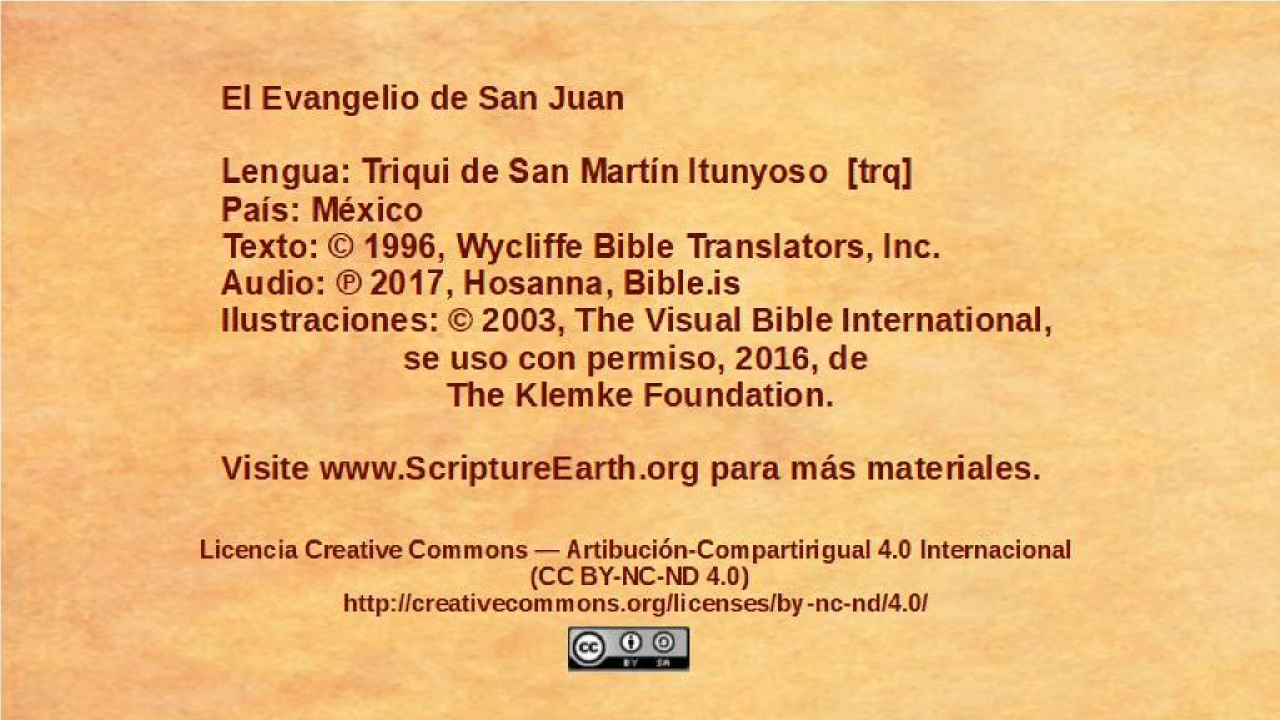 El Evangelio de San Juan
Lengua: Triqui de San Martín Itunyoso [trq]
País: México
Texto: © 1996, Wycliffe Bible Translators, Inc.
Audio: ℗ 2017, Hosanna, Bible.is
Ilustraciones: © 2003, The Visual Bible International,
se uso con permiso, 2016, de
The Klemke Foundation.
Visite www.ScriptureEarth.org para más materiales.
Licencia Creative Commons — Artibución-Compartirigual 4.0 Internacional
(CC BY-NC-ND 4.0)
http://creativecommons.org/licenses/by-nc-nd/4.0/
cc BY SA